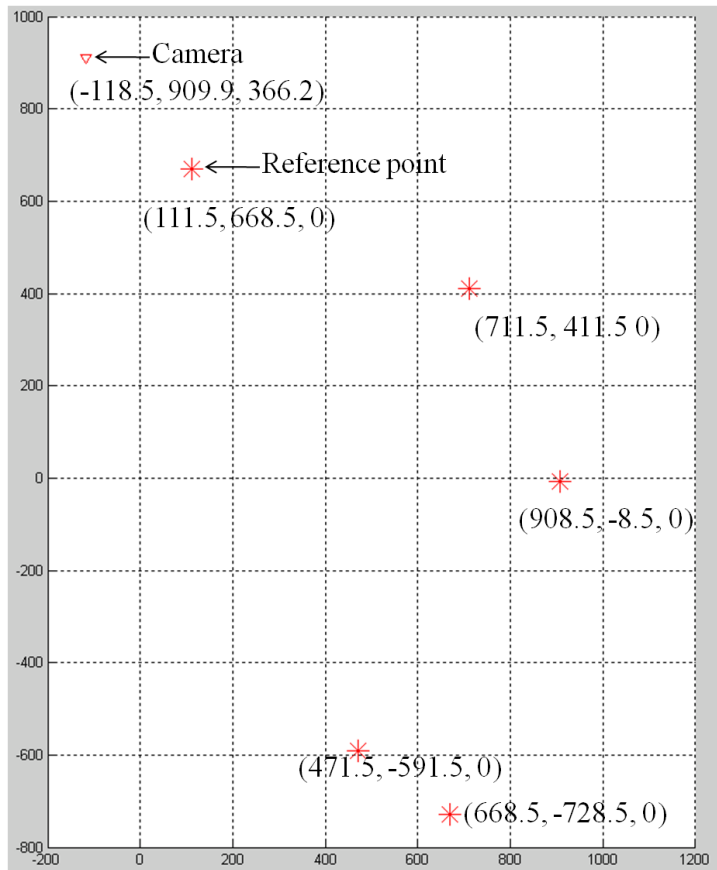 1000
Camera
(-118.5, 909.9, 366.2)
800
Reference point
600
(111.5, 668.5, 0)
400
(711.5, 411.5 0)
200
0
(908.5, -8.5, 0)
-200
-400
-600
(471.5, -591.5, 0)
(668.5, -728.5, 0)
-800
-200 0 200 400 600 800 1000 1200